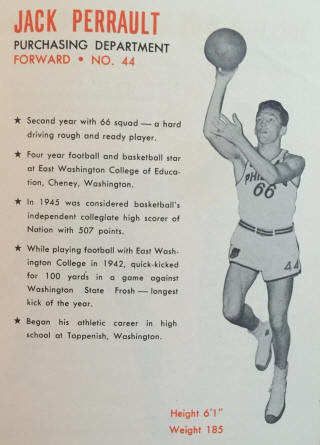 JACK PERRAULT
PURCHASING DEPARTMENT
FORWARD • NO. 44
★ Second year with 66 squad — a hard
driving rough and ready player.
★ Four year football and basketball star
at East Washington College of Educa-
tion, Cheney, Washington.
★ In 1945 was considered basketball's
independent collegiate high scorer of
Nation with 507 points.
★ While playing football with East Wash-
ington College in 1942, quick-kicked
for 100 yards in a game against
Washington State Frosh — longest
kick of the year.
★ Began his athletic career in high
school at Toppenish, Washington.
66
44
Height 6'1"
Weight 185